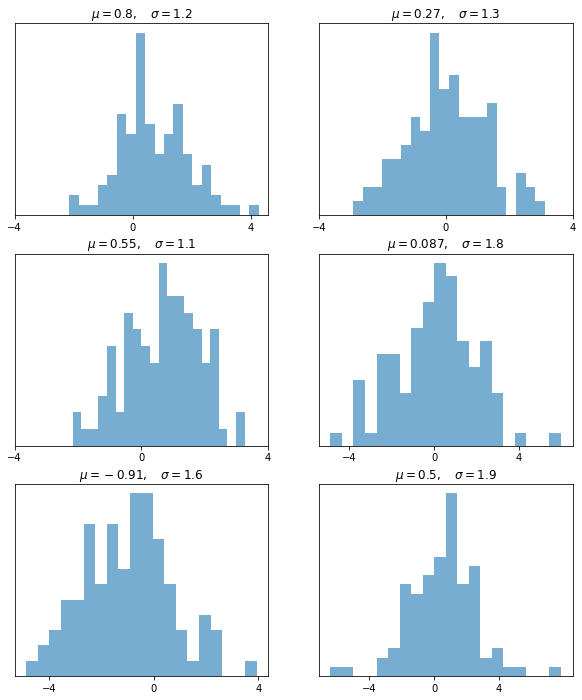 μ = 0.8, σ = 1.2
μ = 0.27, σ = 1.3
−4 0 4
−4 0 4
μ = 0.55, σ = 1.1
μ = 0.087, σ = 1.8
−4 0 4
−4 0 4
μ = −0.91, σ = 1.6
μ = 0.5, σ = 1.9
−4 0 4
−4 0 4